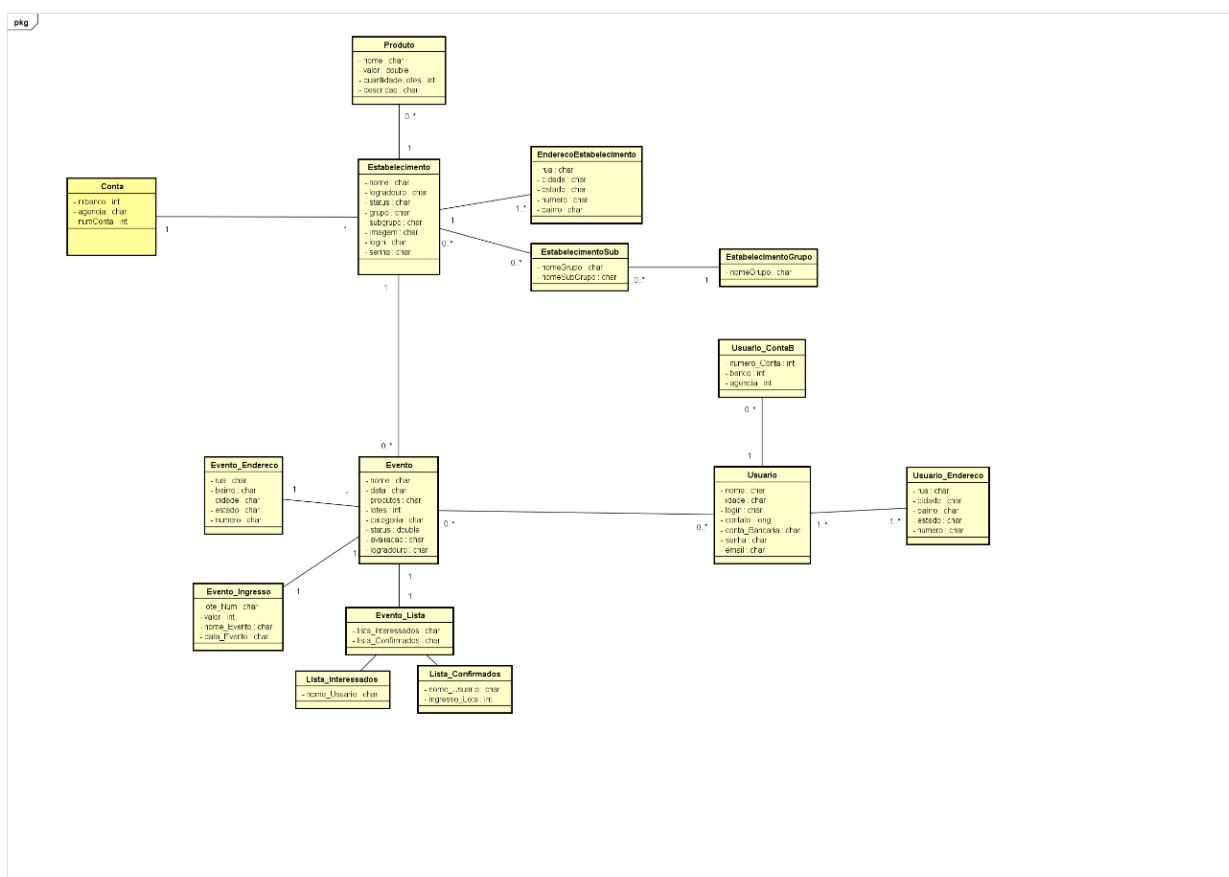 pkg
Produto
- nome : char
- valor : double
- quantidadeLotes : int
- descricao : char
0..*
1
Estabelecimento
- nome : char
- logradouro : char
- status : char
- grupo : char
- subgrupo : char
- imagem : char
- login : char
- senha : char
EnderecoEstabelecimento
- rua : char
- cidade : char
- estado : char
- numero : char
- bairro : char
Conta
- nrbanco : int
- agencia : char
- numConta : int
1
1
1
1..*
0..*
0..*
EstabelecimentoSub
- nomeGrupo : char
- nomeSubGrupo : char
0..*
1
EstabelecimentoGrupo
- nomeGrupo : char
1
0..*
Usuario_ContaB
- numero_Conta : int
- banco : int
- agencia : int
0..*
1
Evento_Endereco
- rua : char
- bairro : char
- cidade : char
- estado : char
- numero : char
1
1
Evento
- nome : char
- data : char
- produtos : char
- lotes : int
- categoria : char
- status : double
- avaliacao : char
- logradouro : char
0..*
0..*
Usuario
- nome : char
- idade : char
- login : char
- contato : long
- conta_Bancaria : char
- senha : char
- email : char
1..*
1..*
Usuario_Endereco
- rua : char
- cidade : char
- bairro : char
- estado : char
- numero : char
1
1
Evento_Ingresso
- lote_Num : char
- valor : int
- nome_Evento : char
- data_Evento : char
1
1
Evento_Lista
- lista_Interessados : char
- lista_Confirmados : char
Lista_Interessados
- nome_Usuario : char
Lista_Confirmados
- nome_Usuario : char
- ingresso_Lote : int